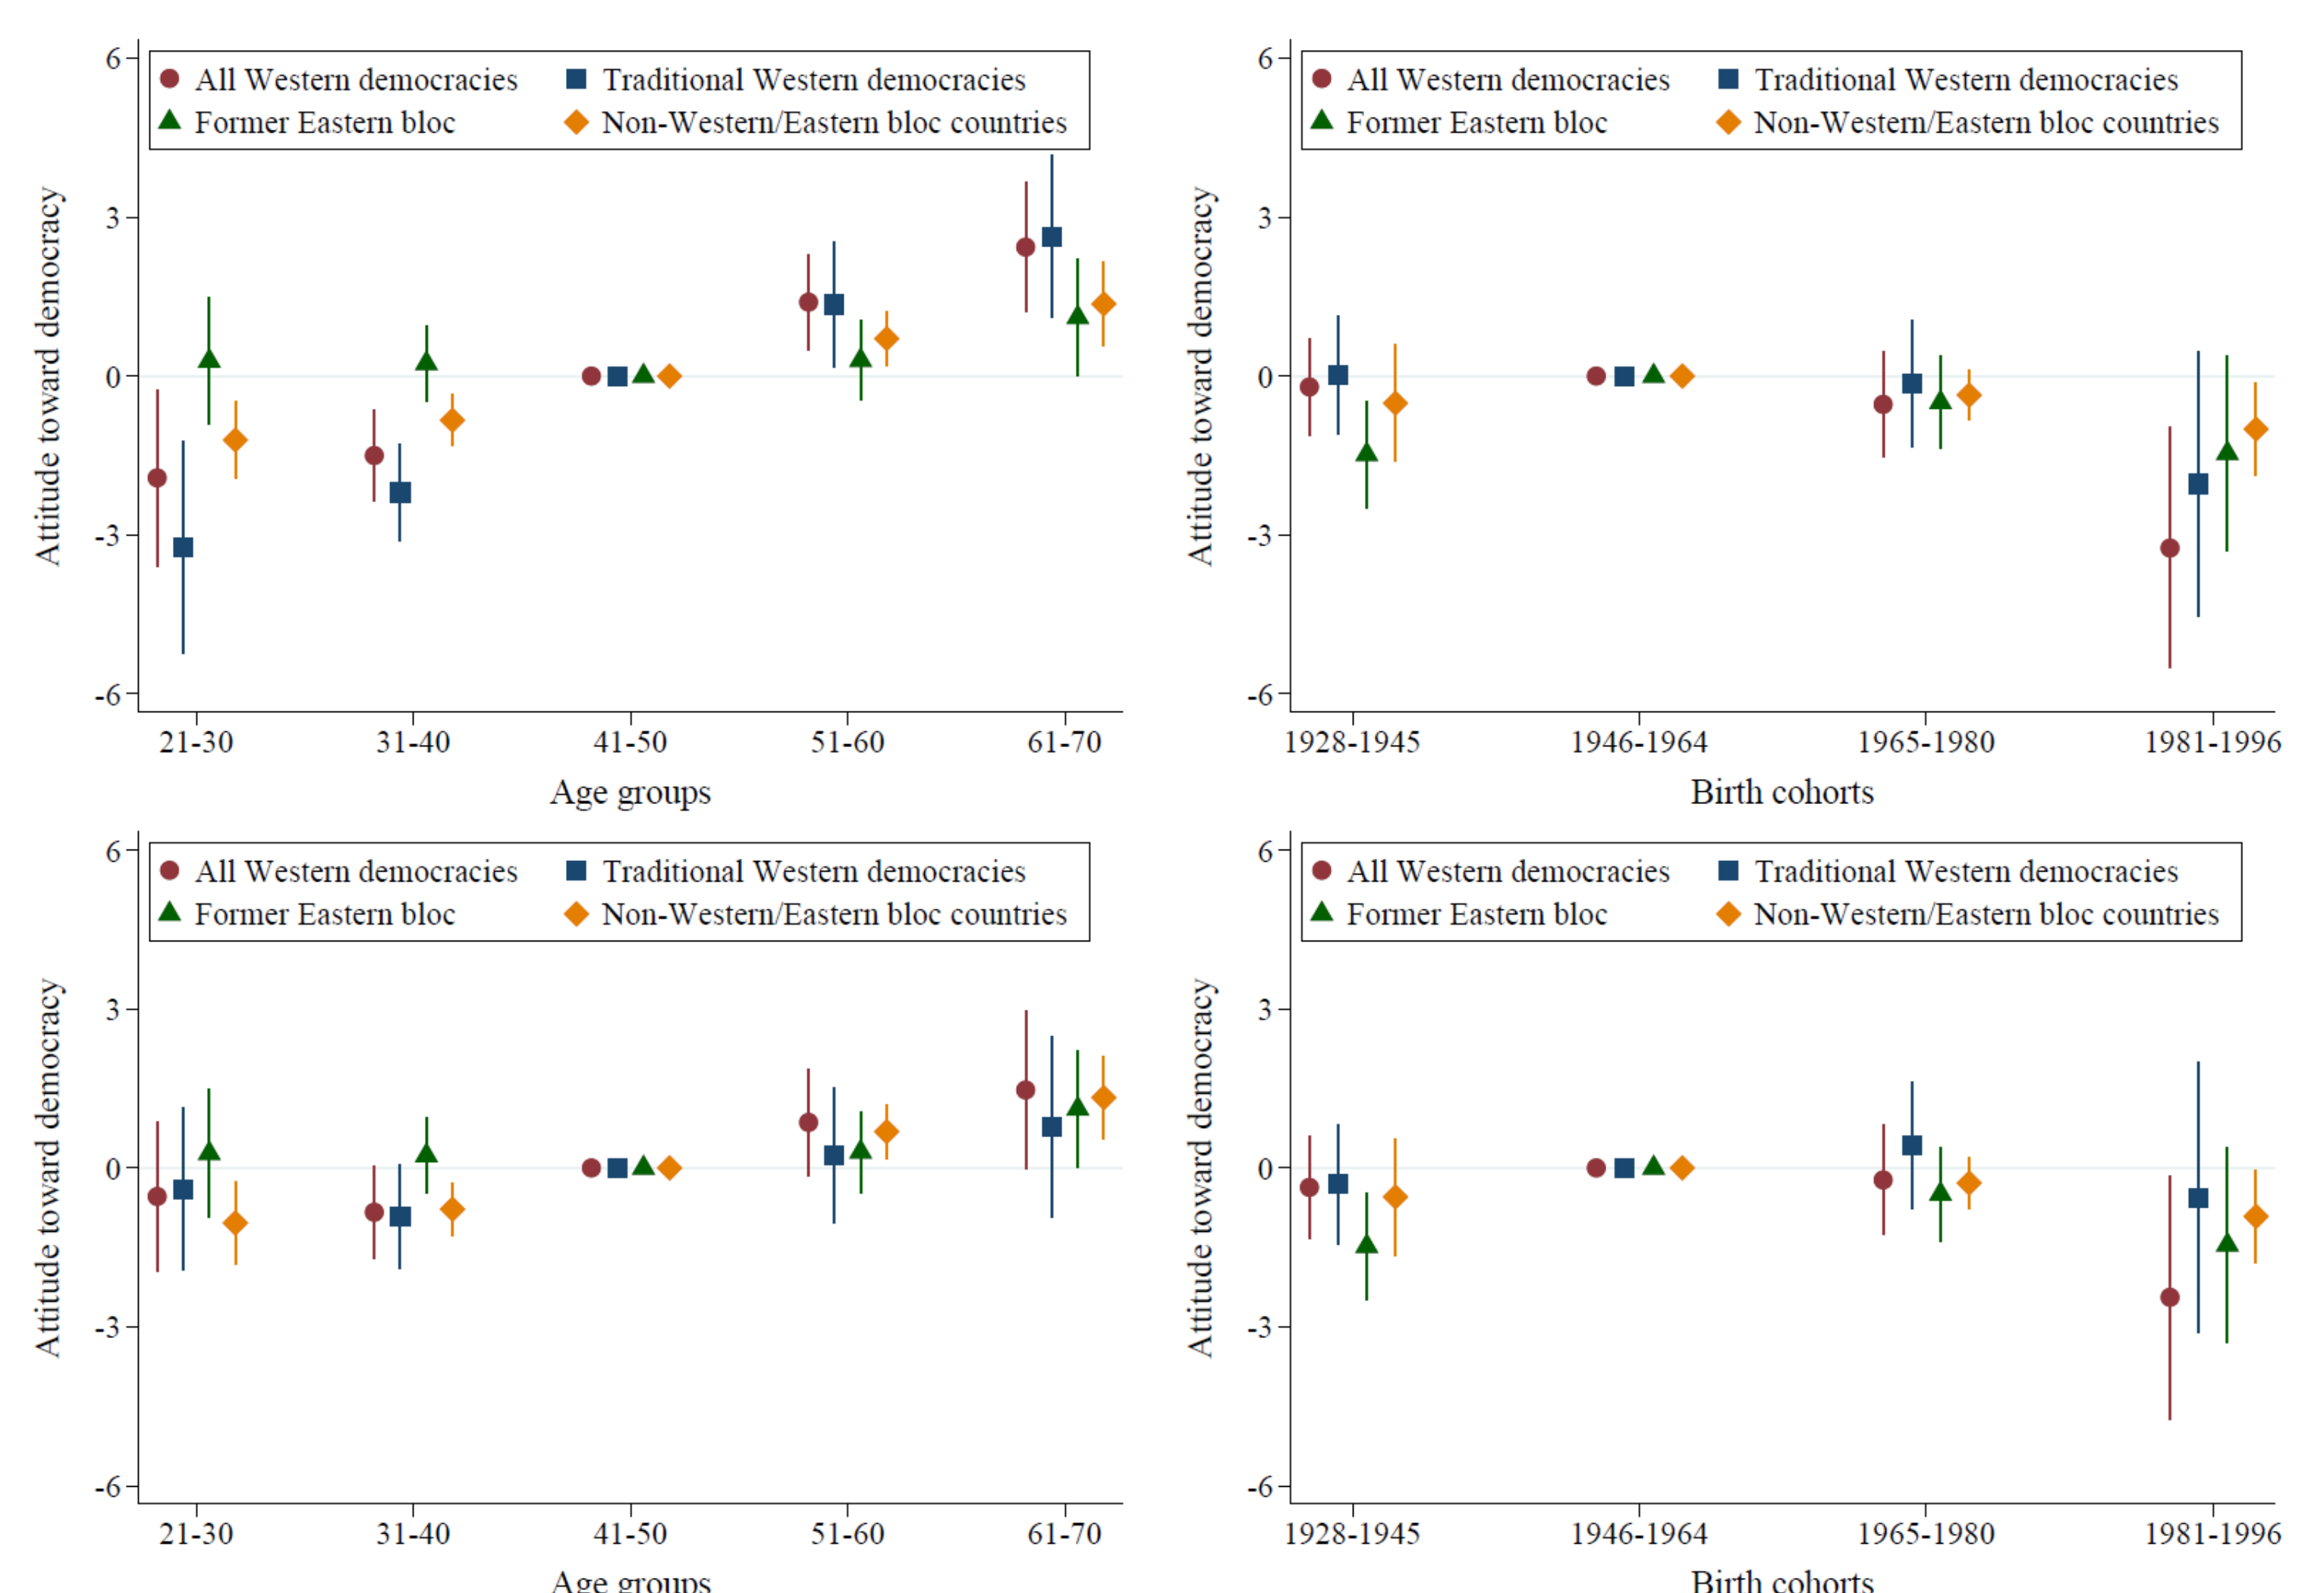 6
All Western democracies Traditional Western democracies
Former Eastern bloc Non-Western/Eastern bloc countries
3
0
-3
-6
Attitude toward democracy
21-30 31-40 41-50 51-60 61-70
Age groups
6
All Western democracies Traditional Western democracies
Former Eastern bloc Non-Western/Eastern bloc countries
3
0
-3
-6
Attitude toward democracy
1928-1945 1946-1964 1965-1980 1981-1996
Birth cohorts
6
All Western democracies Traditional Western democracies
Former Eastern bloc Non-Western/Eastern bloc countries
3
0
-3
-6
Attitude toward democracy
21-30 31-40 41-50 51-60 61-70
Age groups
6
All Western democracies Traditional Western democracies
Former Eastern bloc Non-Western/Eastern bloc countries
3
0
-3
-6
Attitude toward democracy
1928-1945 1946-1964 1965-1980 1981-1996
Birth cohorts